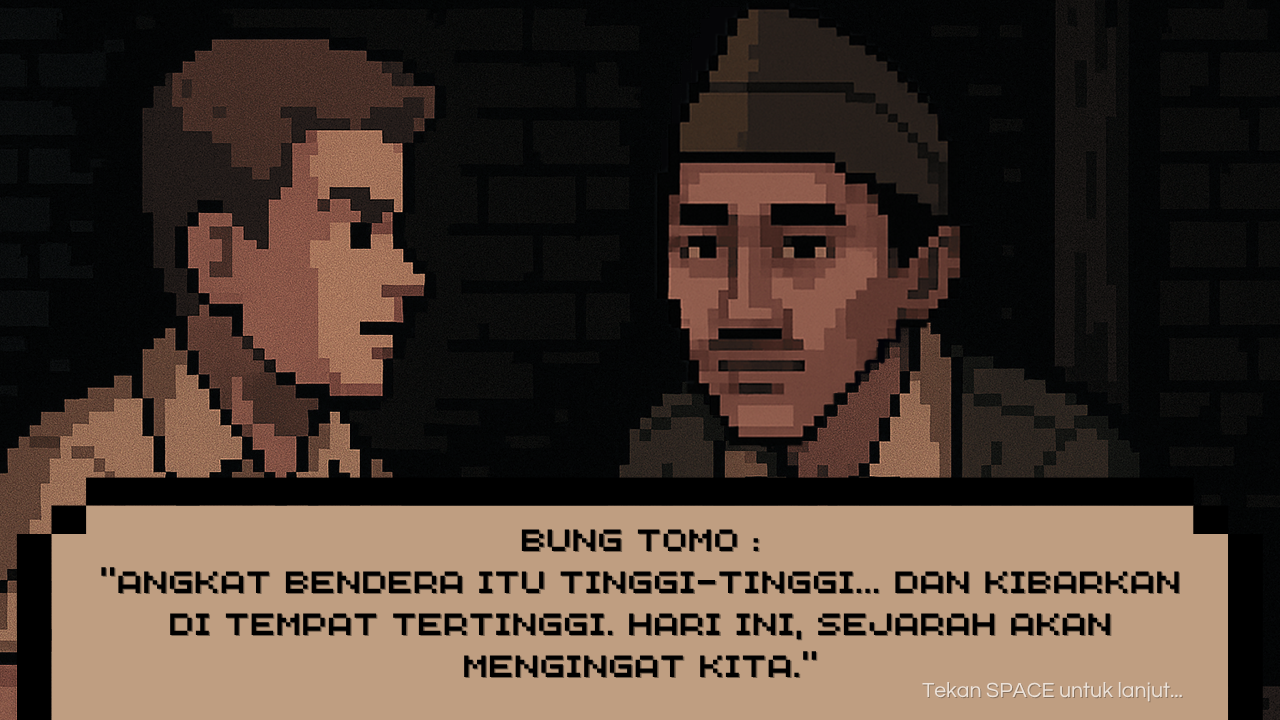 BUNG TOMO :
"ANGKAT BENDERA ITU TINGGI-TINGGI... DAN KIBARKAN
DI TEMPAT TERTINGGI. HARI INI, SEJARAH AKAN
MENGINGAT KITA."
Tekan SPACE untuk lanjut...